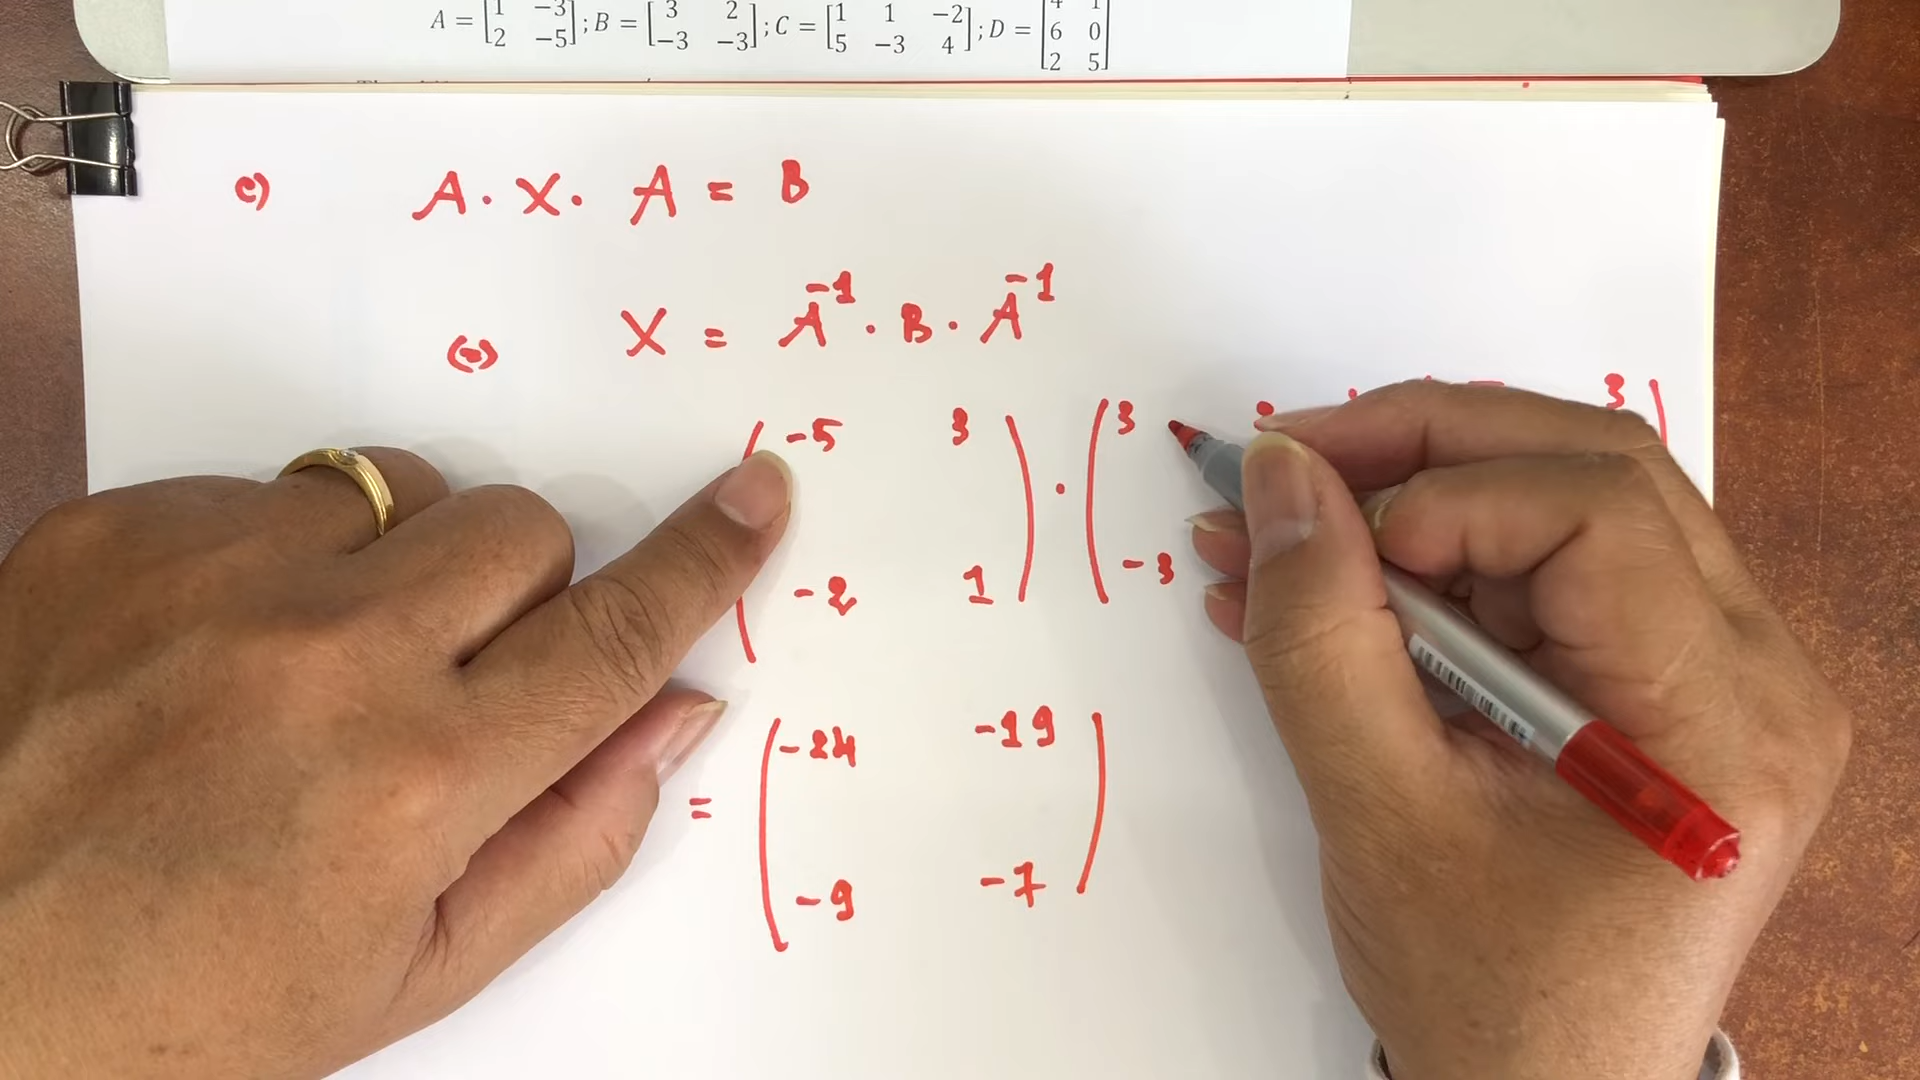 A = [1 -3 2 -5] ; B = [3 2 -3 -3] ; C = [1 1 -2 5 -3 4] ; D = [4 1 6 0 2 5]
c) A . X . A = B
(=) X = A^-1 . B . A^-1
( -5 3 ) . ( 3 3 )
-2 1 -3
( -24 -19 )
=
-9 -7